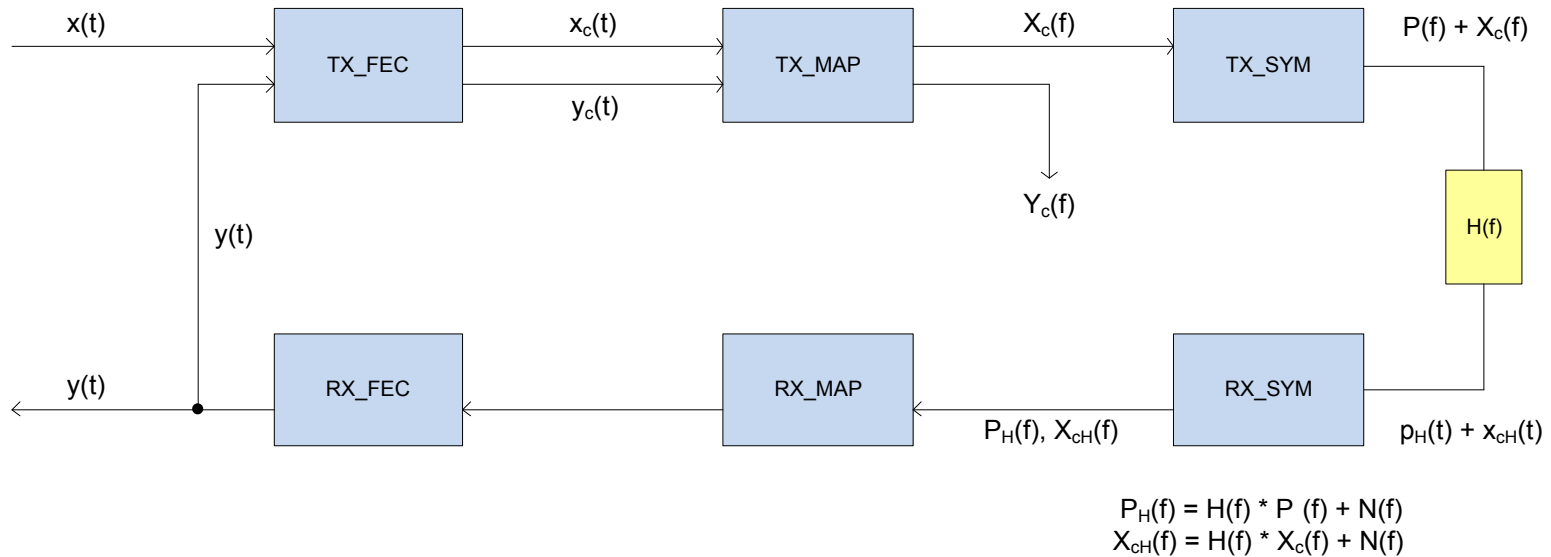 x(t)
x_c(t)
X_c(f)
P(f) + X_c(f)
TX_FEC
TX_MAP
TX_SYM
y_c(t)
Y_c(f)
y(t)
H(f)
y(t)
RX_FEC
RX_MAP
RX_SYM
P_H(f), X_cH(f)
p_H(t) + x_cH(t)
P_H(f) = H(f) * P (f) + N(f)
X_cH(f) = H(f) * X_c(f) + N(f)